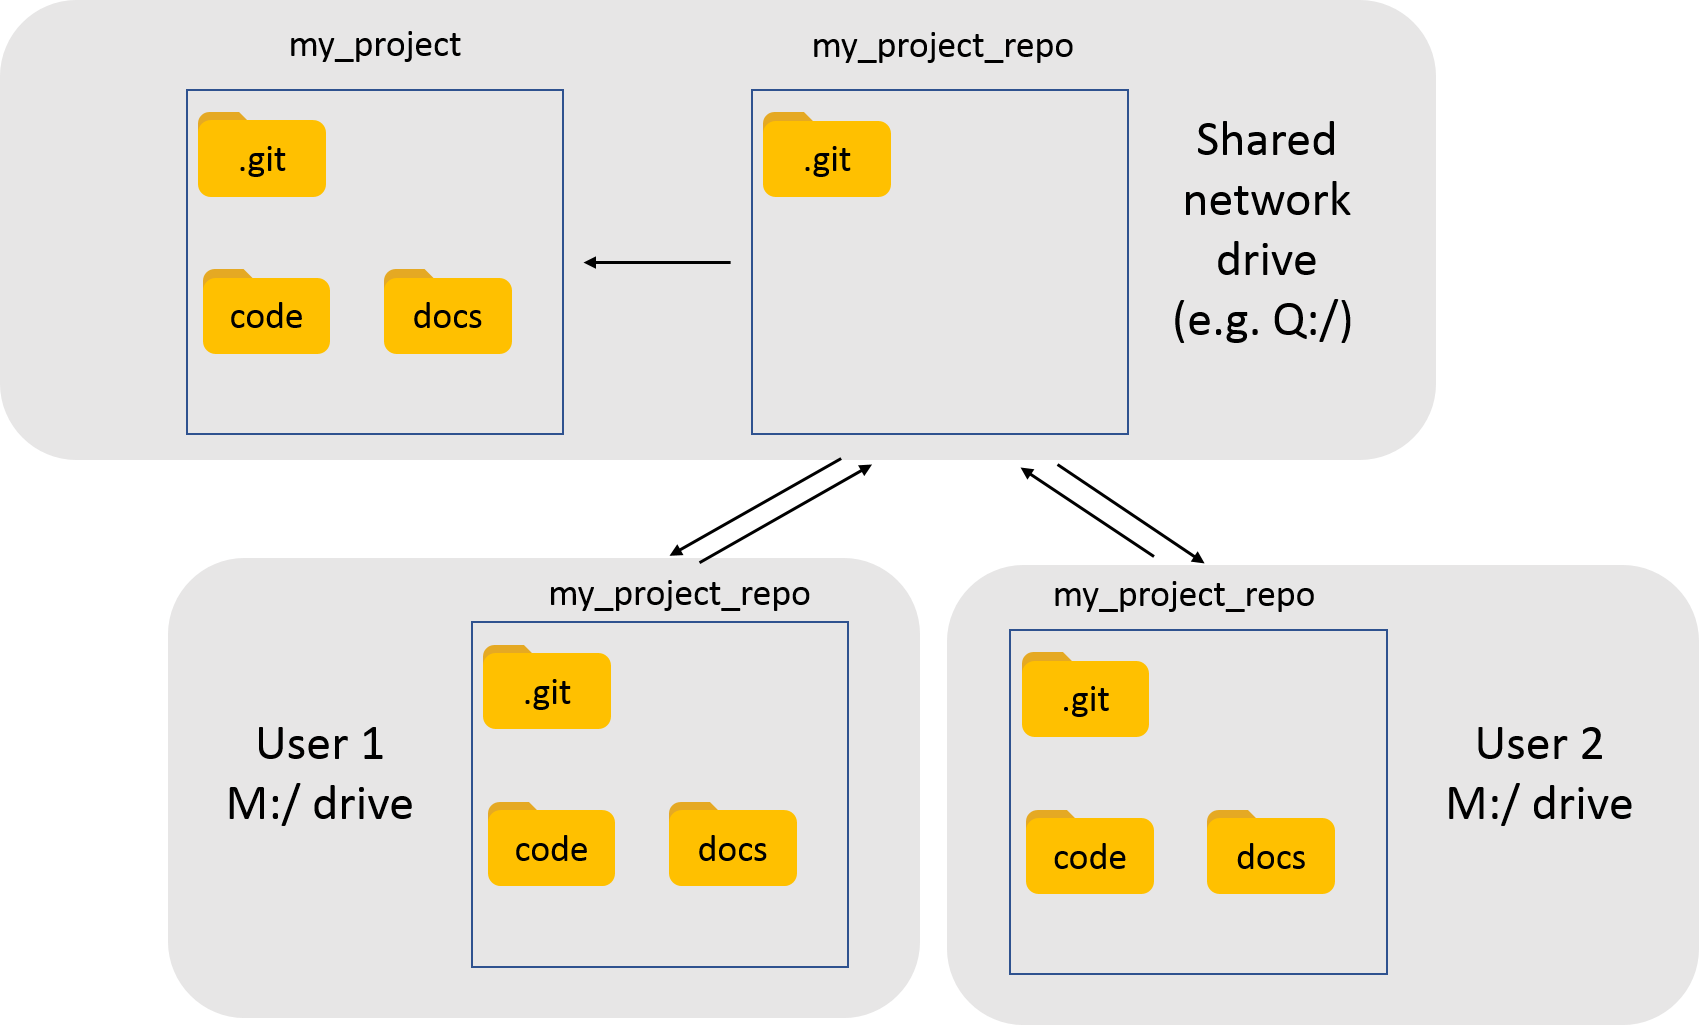 my_project
my_project_repo
.git
.git
code
docs
Shared
network
drive
(e.g. Q:/)
my_project_repo
.git
code
docs
User 1
M:/ drive
my_project_repo
.git
code
docs
User 2
M:/ drive